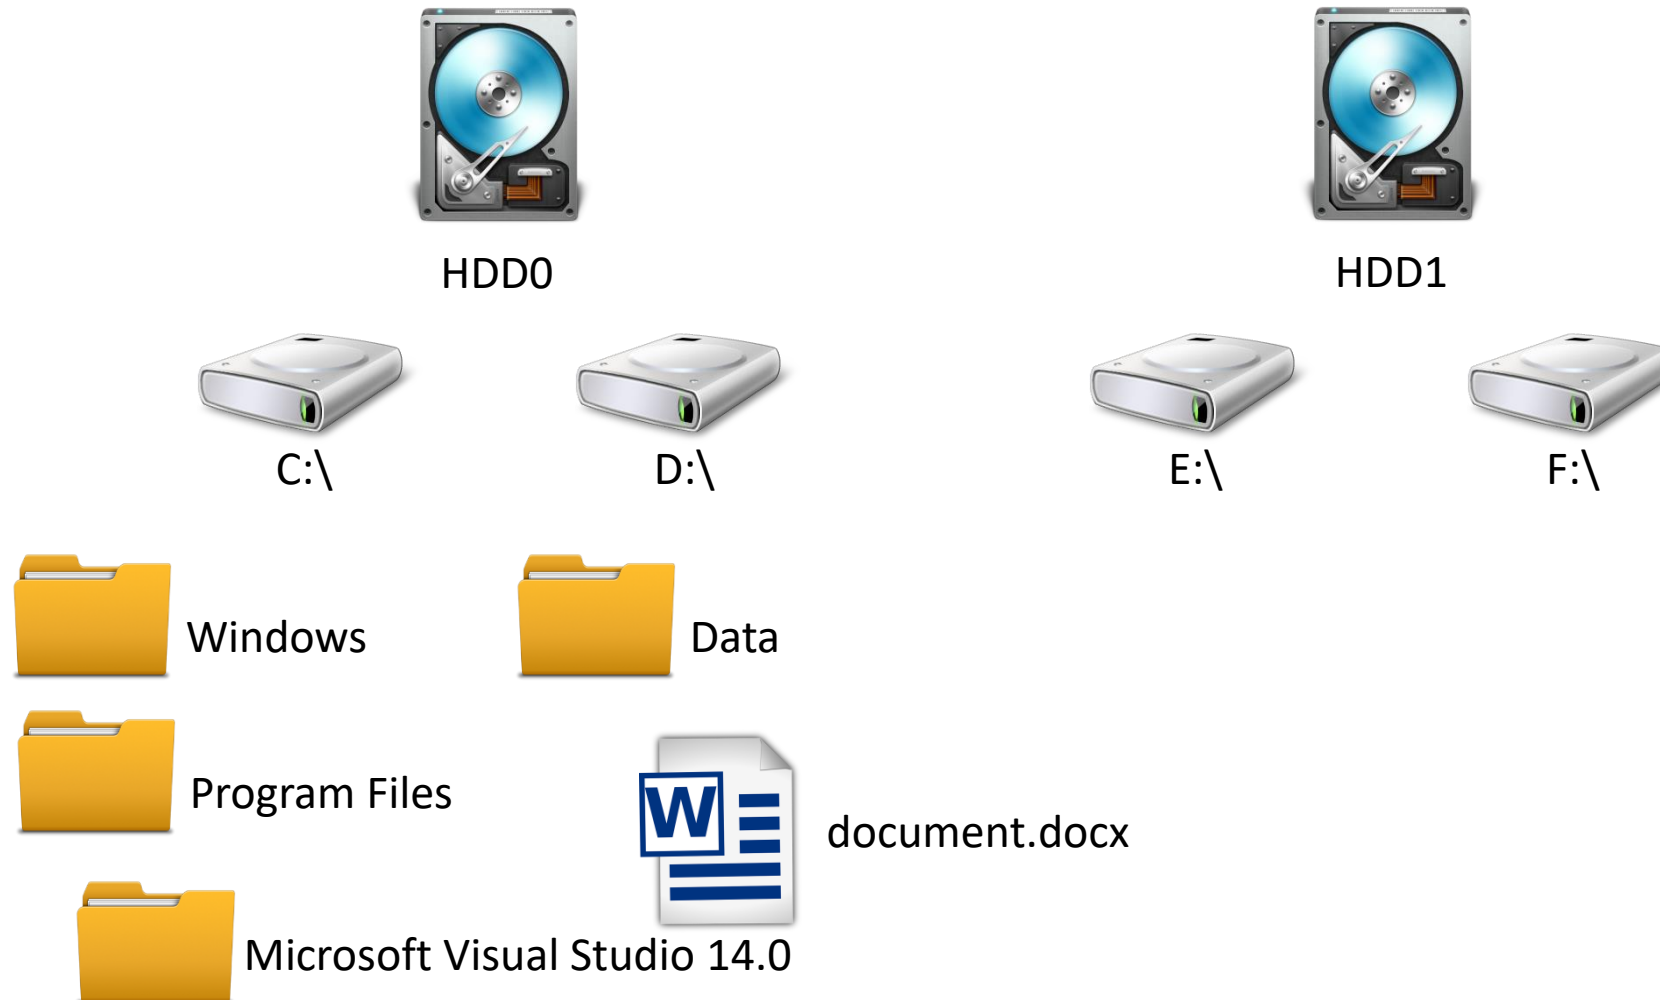 HDD0
HDD1
C:\
D:\
E:\
F:\
Windows
Data
Program Files
W
document.docx
Microsoft Visual Studio 14.0